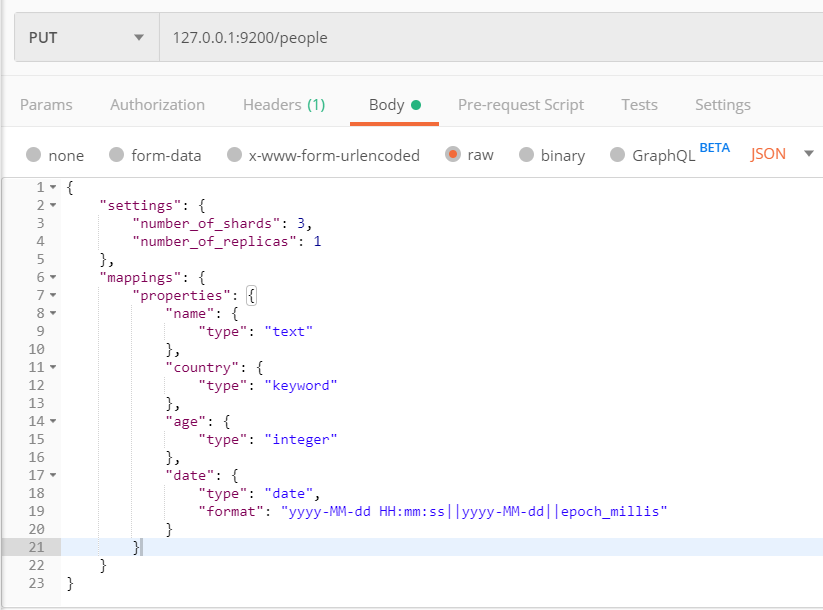 PUT 127.0.0.1:9200/people
Params Authorization Headers (1) Body Pre-request Script Tests Settings
none form-data x-www-form-urlencoded raw binary GraphQL BETA JSON
1 {
2 "settings": {
3 "number_of_shards": 3,
4 "number_of_replicas": 1
5 },
6 "mappings": {
7 "properties": {
8 "name": {
9 "type": "text"
10 },
11 "country": {
12 "type": "keyword"
13 },
14 "age": {
15 "type": "integer"
16 },
17 "date": {
18 "type": "date",
19 "format": "yyyy-MM-dd HH:mm:ss||yyyy-MM-dd||epoch_millis"
20 }
21 }
22 }
23 }